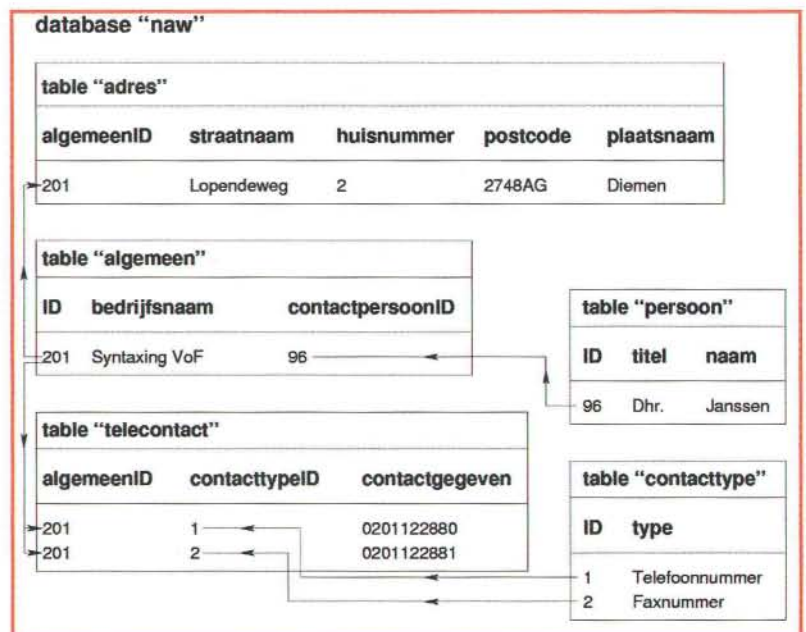 database “naw”
table “adres”
algemeenID straatnaam huisnummer postcode plaatsnaam
201 Lopendeweg 2 2748AG Diemen
table “algemeen”
ID bedrijfsnaam contactpersoonID
201 Syntaxing VoF 96
table “persoon”
ID titel naam
96 Dhr. Janssen
table “telecontact”
algemeenID contacttypeID contactgegeven
201 1 0201122880
201 2 0201122881
table “contacttype”
ID type
1 Telefoonnummer
2 Faxnummer